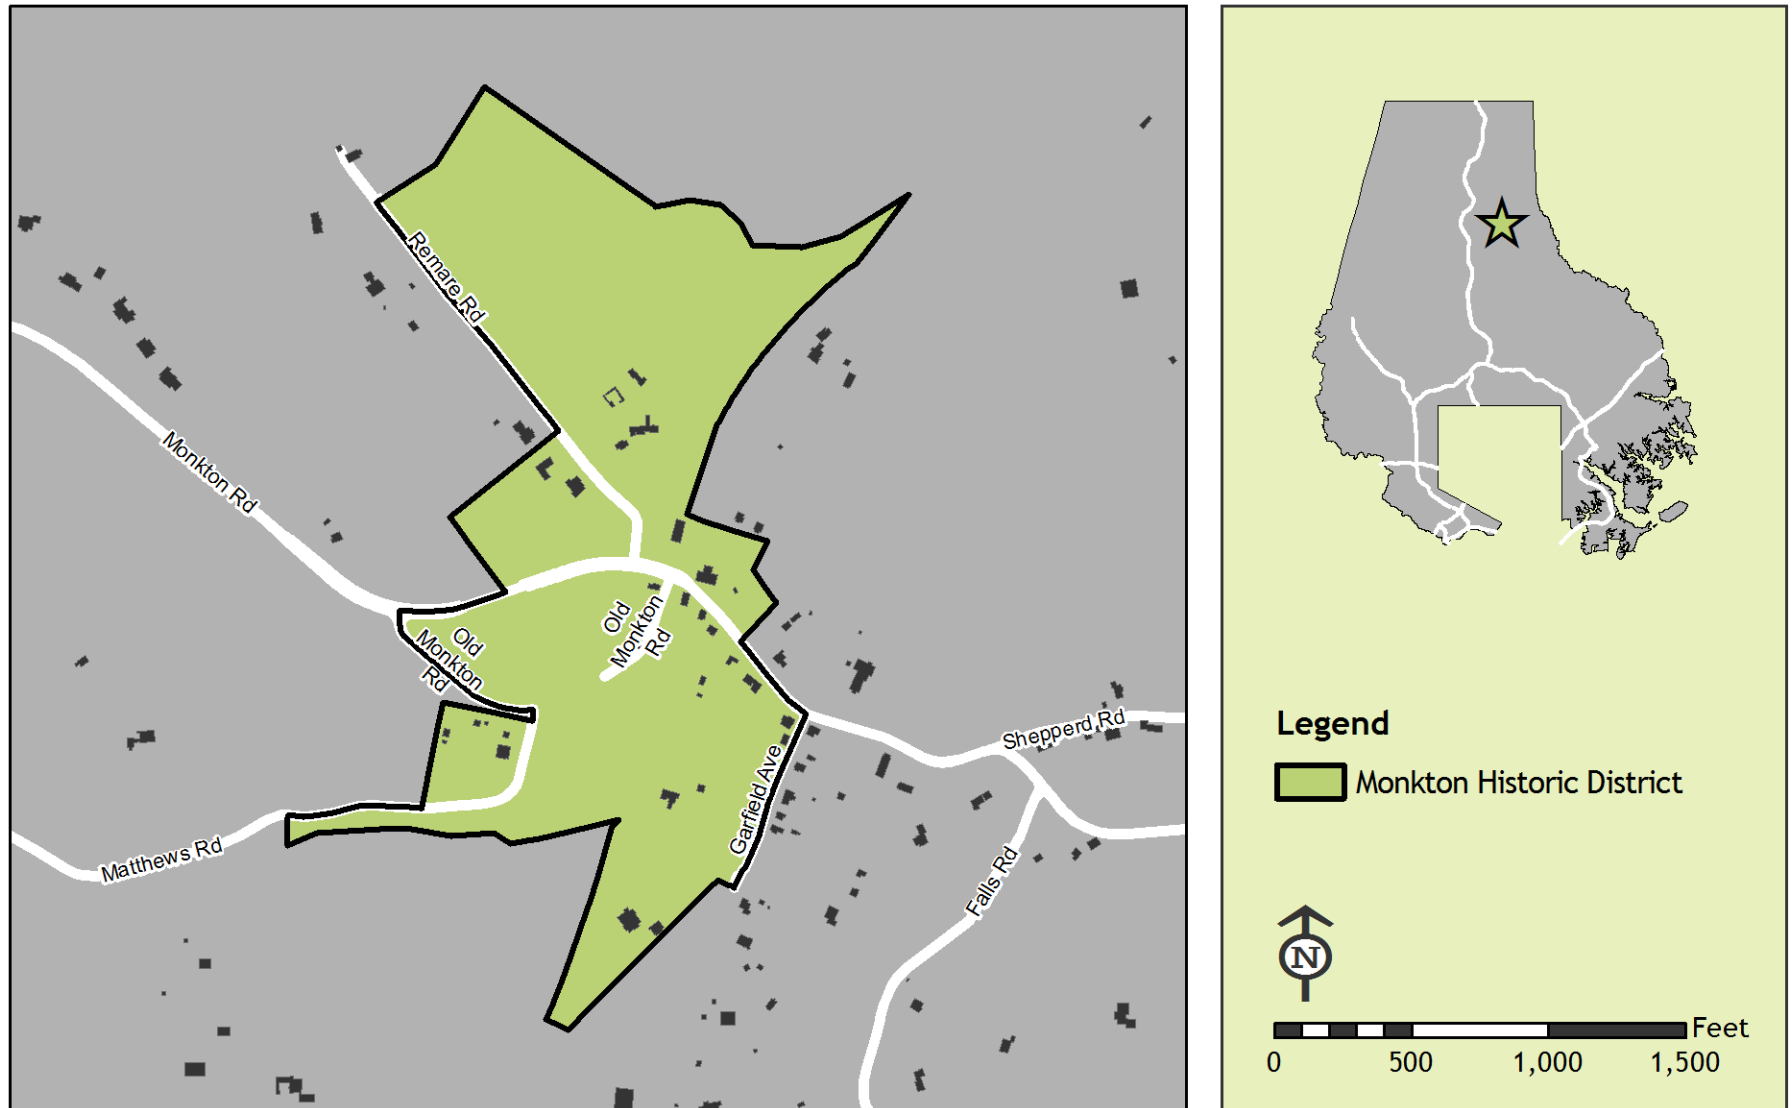 Remare Rd
Monkton Rd
Old
Monkton
Rd
Old
Monkton
Rd
Garfield Ave
Shepperd Rd
Falls Rd
Matthews Rd
Legend
Monkton Historic District
N
Feet
0 500 1,000 1,500